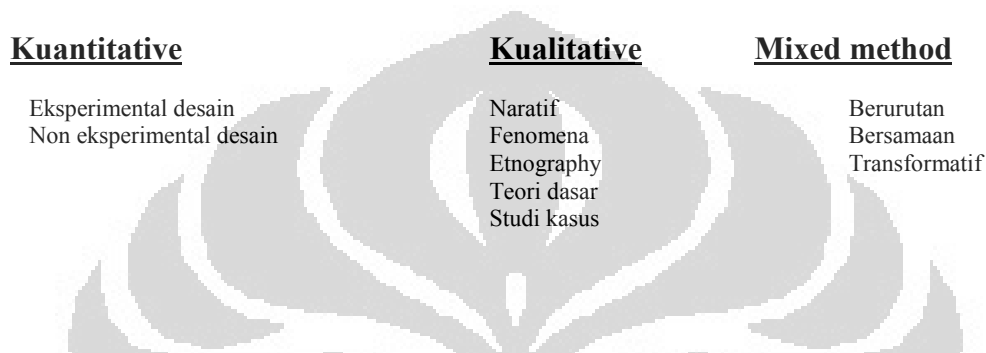 Kuantitative
Eksperimental desain
Non eksperimental desain
Kualitative
Naratif
Fenomena
Etnography
Teori dasar
Studi kasus
Mixed method
Berurutan
Bersamaan
Transformatif